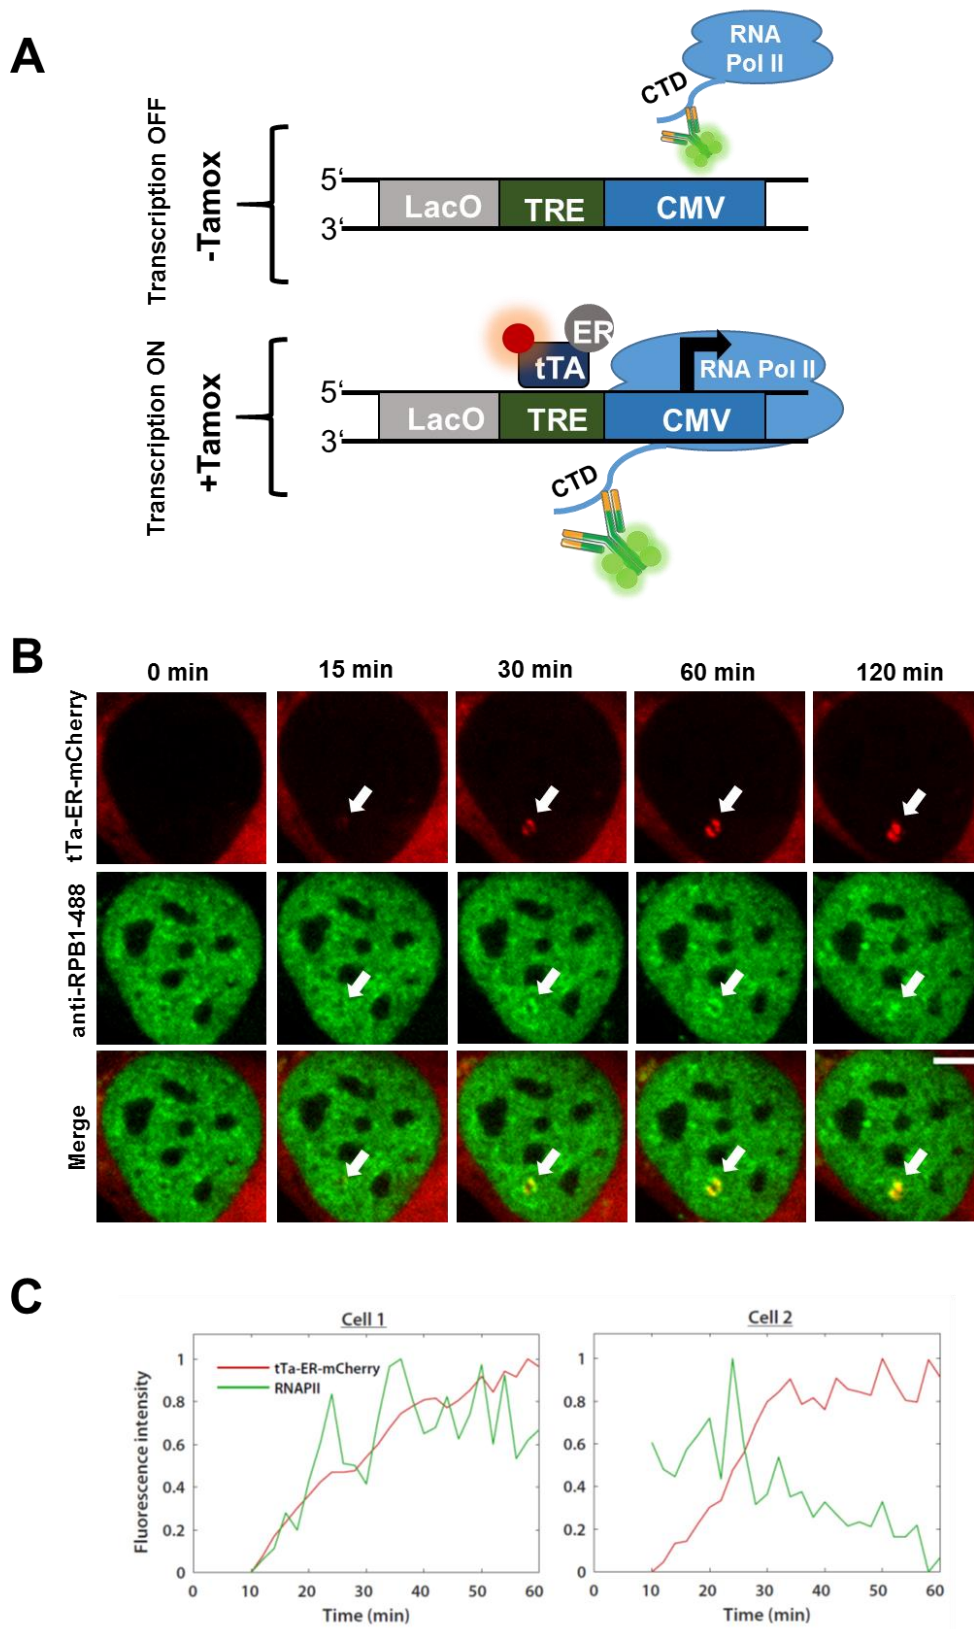 A
RNA
Pol II
CTD
Transcription OFF
-Tamox
5‘
3‘
LacO
TRE
CMV
Transcription ON
+Tamox
ER
tTA
RNA Pol II
5‘
3‘
LacO
TRE
CMV
CTD
B
0 min
15 min
30 min
60 min
120 min
tTa-ER-mCherry
anti-RPB1-488
Merge
C
Cell 1
Cell 2
tTa-ER-mCherry
RNAPII
Fluorescence intensity
1
0.8
0.6
0.4
0.2
0
0 10 20 30 40 50 60
Time (min)
1
0.8
0.6
0.4
0.2
0
0 10 20 30 40 50 60
Time (min)